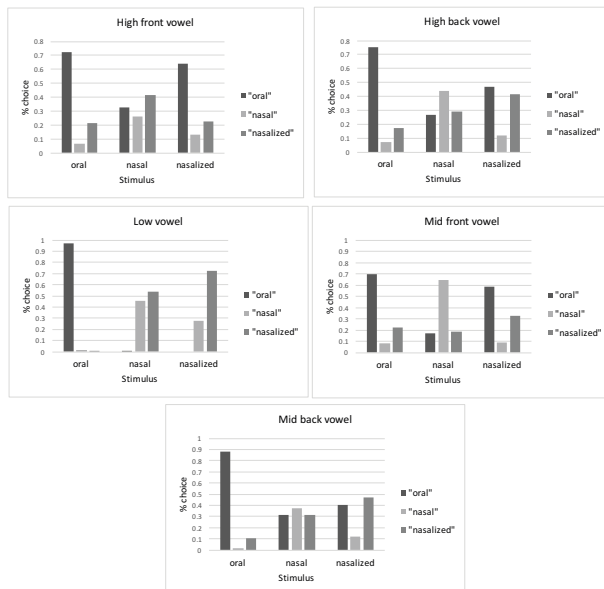 High front vowel
% choice
0.8
0.7
0.6
0.5
0.4
0.3
0.2
0.1
0
oral nasal nasalized
Stimulus
"oral"
"nasal"
"nasalized"
High back vowel
% choice
0.8
0.7
0.6
0.5
0.4
0.3
0.2
0.1
0
oral nasal nasalized
Stimulus
"oral"
"nasal"
"nasalized"
Low vowel
% choice
1
0.9
0.8
0.7
0.6
0.5
0.4
0.3
0.2
0.1
0
oral nasal nasalized
Stimulus
"oral"
"nasal"
"nasalized"
Mid front vowel
% choice
1
0.9
0.8
0.7
0.6
0.5
0.4
0.3
0.2
0.1
0
oral nasal nasalized
Stimulus
"oral"
"nasal"
"nasalized"
Mid back vowel
% choice
1
0.9
0.8
0.7
0.6
0.5
0.4
0.3
0.2
0.1
0
oral nasal nasalized
Stimulus
"oral"
"nasal"
"nasalized"